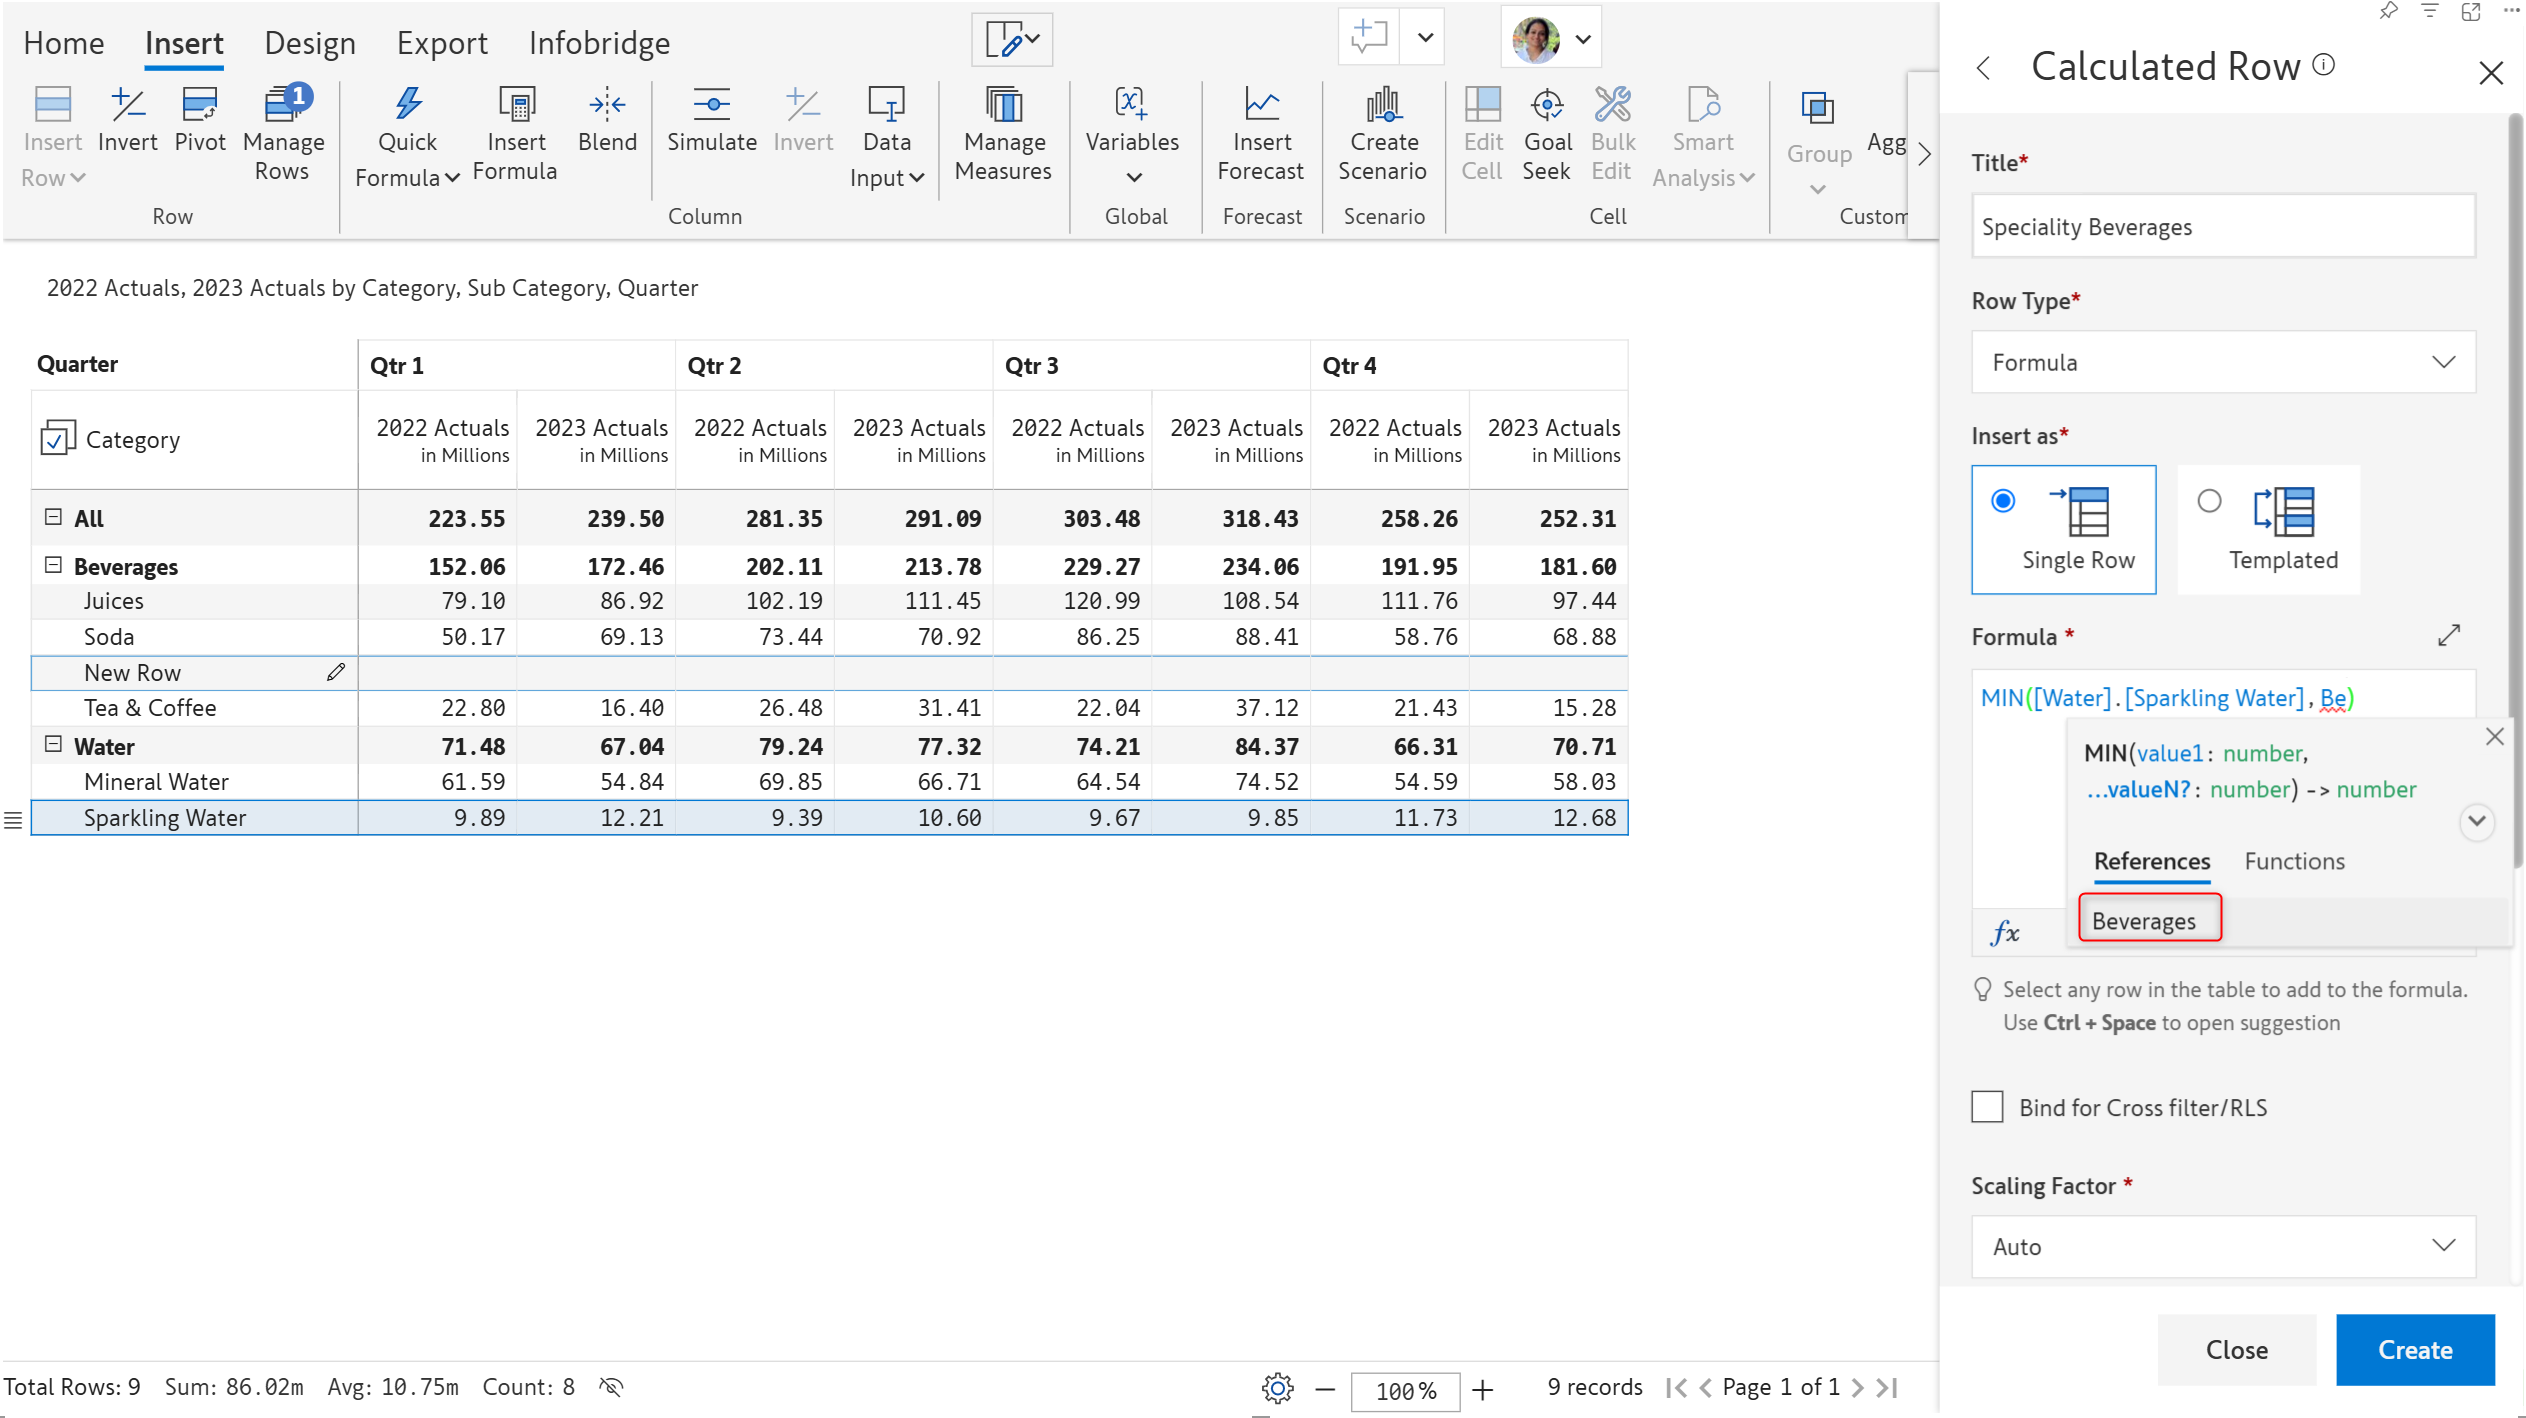 Home Insert Design Export Infobridge
Insert Row
Invert
Pivot
1
Manage Rows
Row
Quick Formula
Insert Formula
Blend
Simulate
Invert
Data Input
Manage Measures
Column
Variables
Global
Insert Forecast
Forecast
Create Scenario
Scenario
Edit Cell
Goal Seek
Bulk Edit
Smart Analysis
Cell
Group
Agg
Custom
2022 Actuals, 2023 Actuals by Category, Sub Category, Quarter
Quarter Qtr 1 Qtr 2 Qtr 3 Qtr 4
Category 2022 Actuals 2023 Actuals 2022 Actuals 2023 Actuals 2022 Actuals 2023 Actuals 2022 Actuals 2023 Actuals
in Millions in Millions in Millions in Millions in Millions in Millions in Millions in Millions
All 223.55 239.50 281.35 291.09 303.48 318.43 258.26 252.31
Beverages 152.06 172.46 202.11 213.78 229.27 234.06 191.95 181.60
Juices 79.10 86.92 102.19 111.45 120.99 108.54 111.76 97.44
Soda 50.17 69.13 73.44 70.92 86.25 88.41 58.76 68.88
New Row
Tea & Coffee 22.80 16.40 26.48 31.41 22.04 37.12 21.43 15.28
Water 71.48 67.04 79.24 77.32 74.21 84.37 66.31 70.71
Mineral Water 61.59 54.84 69.85 66.71 64.54 74.52 54.59 58.03
Sparkling Water 9.89 12.21 9.39 10.60 9.67 9.85 11.73 12.68
Total Rows: 9 Sum: 86.02m Avg: 10.75m Count: 8
100%
9 records
Page 1 of 1
Calculated Row
Title*
Speciality Beverages
Row Type*
Formula
Insert as*
Single Row
Templated
Formula *
MIN([Water].[Sparkling Water], Be)
MIN(value1: number,
...valueN?: number) -> number
References Functions
Beverages
fx
Select any row in the table to add to the formula.
Use Ctrl + Space to open suggestion
Bind for Cross filter/RLS
Scaling Factor *
Auto
Close
Create